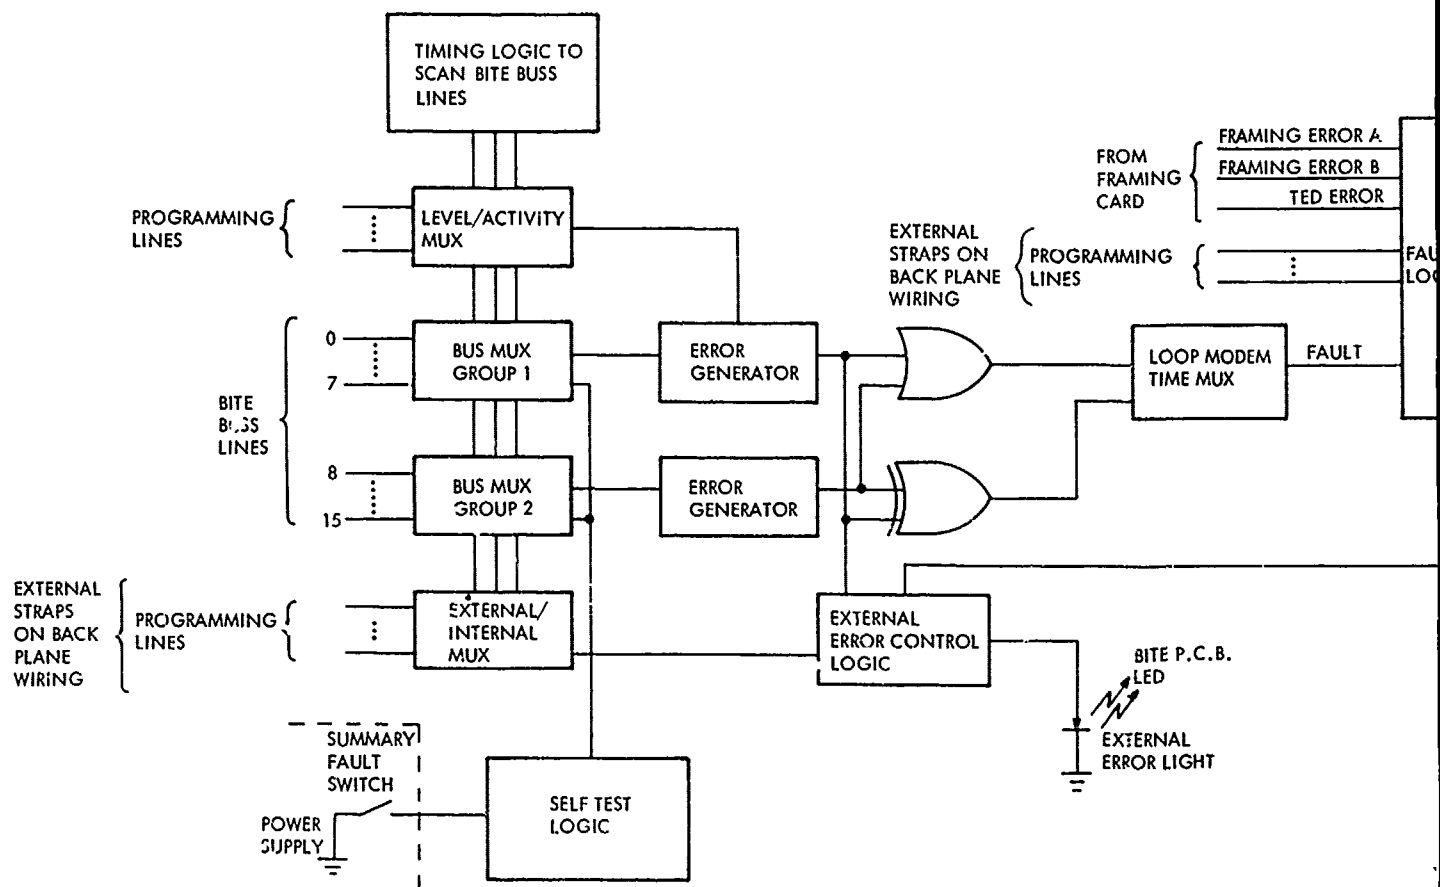 TIMING LOGIC TO
SCAN BITE BUSS
LINES
PROGRAMMING
LINES
LEVEL/ACTIVITY
MUX
FROM
FRAMING
CARD
FRAMING ERROR A
FRAMING ERROR B
TED ERROR
EXTERNAL
STRAPS ON
BACK PLANE
WIRING
PROGRAMMING
LINES
FAU
LOG
BITE
LINES
0
7
8
15
BUS MUX
GROUP 1
ERROR
GENERATOR
LOOP MODEM
TIME MUX
FAULT
BUS MUX
GROUP 2
ERROR
GENERATOR
EXTERNAL
STRAPS
ON BACK
PLANE
WIRING
PROGRAMMING
LINES
EXTERNAL/
INTERNAL
MUX
EXTERNAL
ERROR CONTROL
LOGIC
BITE P.C.B.
LED
EXTERNAL
ERROR LIGHT
SUMMARY
FAULT
SWITCH
POWER
SUPPLY
SELF TEST
LOGIC